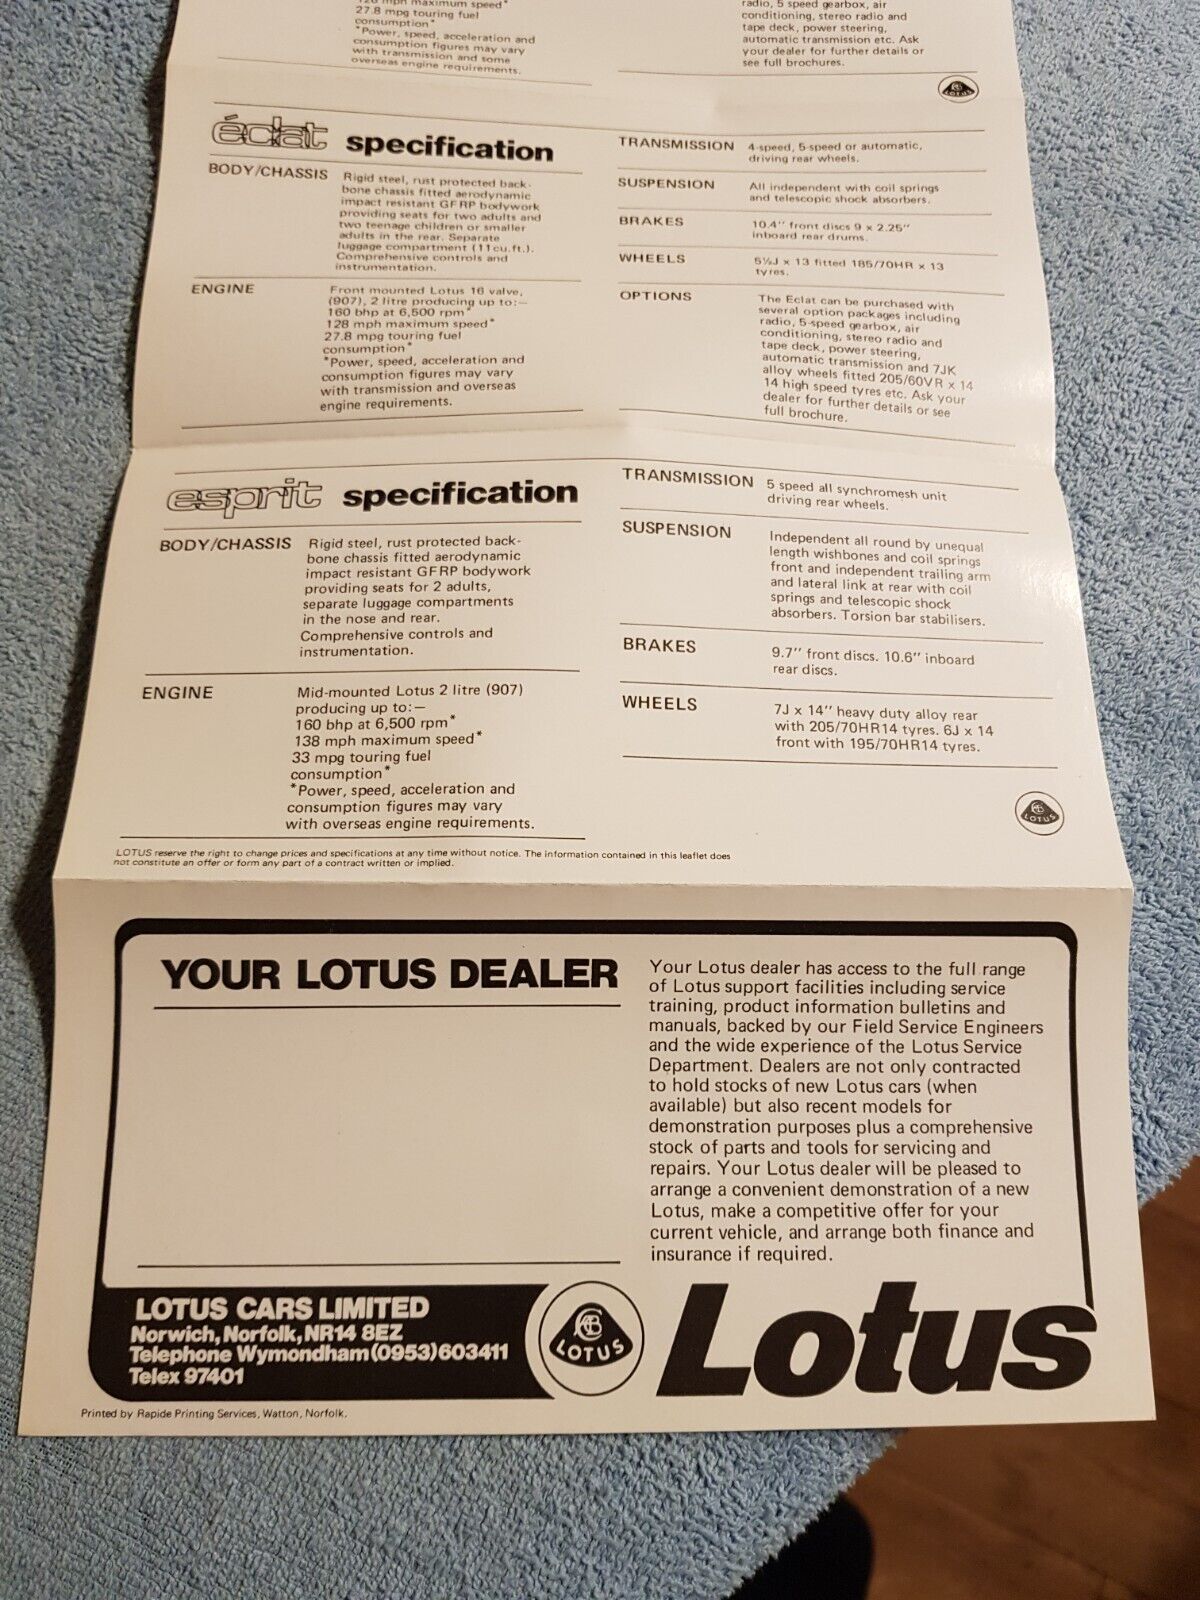 128 mph maximum speed*
27.8 mpg touring fuel
consumption*
*Power, speed, acceleration and
consumption figures may vary
with transmission and some
overseas engine requirements.
radio, 5 speed gearbox, air
conditioning, stereo radio and
tape deck, power steering,
automatic transmission etc. Ask
your dealer for further details or
see full brochures.
LOTUS
éclat specification
BODY/CHASSIS
Rigid steel, rust protected back-
bone chassis fitted aerodynamic
impact resistant GFRP bodywork
providing seats for two adults and
two teenage children or smaller
adults in the rear. Separate
luggage compartment (11cu.ft.).
Comprehensive controls and
instrumentation.
ENGINE
Front mounted Lotus 16 valve,
(907), 2 litre producing up to:—
160 bhp at 6,500 rpm*
128 mph maximum speed*
27.8 mpg touring fuel
consumption*
*Power, speed, acceleration and
consumption figures may vary
with transmission and overseas
engine requirements.
TRANSMISSION
4-speed, 5-speed or automatic,
driving rear wheels.
SUSPENSION
All independent with coil springs
and telescopic shock absorbers.
BRAKES
10.4" front discs 9 x 2.25"
inboard rear drums.
WHEELS
5½J x 13 fitted 185/70HR x 13
tyres.
OPTIONS
The Eclat can be purchased with
several option packages including
radio, 5-speed gearbox, air
conditioning, stereo radio and
tape deck, power steering,
automatic transmission and 7JK
alloy wheels fitted 205/60VR x 14
14 high speed tyres etc. Ask your
dealer for further details or see
full brochure.
esprit specification
BODY/CHASSIS
Rigid steel, rust protected back-
bone chassis fitted aerodynamic
impact resistant GFRP bodywork
providing seats for 2 adults,
separate luggage compartments
in the nose and rear.
Comprehensive controls and
instrumentation.
ENGINE
Mid-mounted Lotus 2 litre (907)
producing up to:—
160 bhp at 6,500 rpm*
138 mph maximum speed*
33 mpg touring fuel
consumption*
*Power, speed, acceleration and
consumption figures may vary
with overseas engine requirements.
TRANSMISSION
5 speed all synchromesh unit
driving rear wheels.
SUSPENSION
Independent all round by unequal
length wishbones and coil springs
front and independent trailing arm
and lateral link at rear with coil
springs and telescopic shock
absorbers. Torsion bar stabilisers.
BRAKES
9.7" front discs. 10.6" inboard
rear discs.
WHEELS
7J x 14" heavy duty alloy rear
with 205/70HR14 tyres. 6J x 14
front with 195/70HR14 tyres.
LOTUS
LOTUS reserve the right to change prices and specifications at any time without notice. The information contained in this leaflet does
not constitute an offer or form any part of a contract written or implied.
YOUR LOTUS DEALER
Your Lotus dealer has access to the full range
of Lotus support facilities including service
training, product information bulletins and
manuals, backed by our Field Service Engineers
and the wide experience of the Lotus Service
Department. Dealers are not only contracted
to hold stocks of new Lotus cars (when
available) but also recent models for
demonstration purposes plus a comprehensive
stock of parts and tools for servicing and
repairs. Your Lotus dealer will be pleased to
arrange a convenient demonstration of a new
Lotus, make a competitive offer for your
current vehicle, and arrange both finance and
insurance if required.
LOTUS CARS LIMITED
Norwich, Norfolk, NR14 8EZ
Telephone Wymondham (0953) 603411
Telex 97401
LOTUS
Lotus
Printed by Rapide Printing Services, Watton, Norfolk.